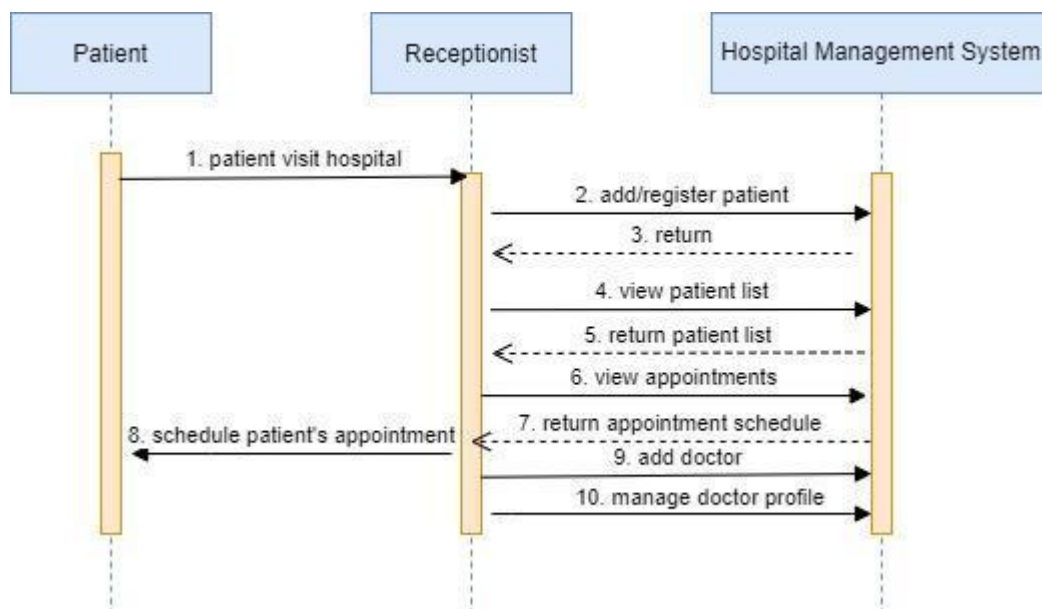 Patient
Receptionist
Hospital Management System
1. patient visit hospital
2. add/register patient
3. return
4. view patient list
5. return patient list
6. view appointments
7. return appointment schedule
8. schedule patient's appointment
9. add doctor
10. manage doctor profile